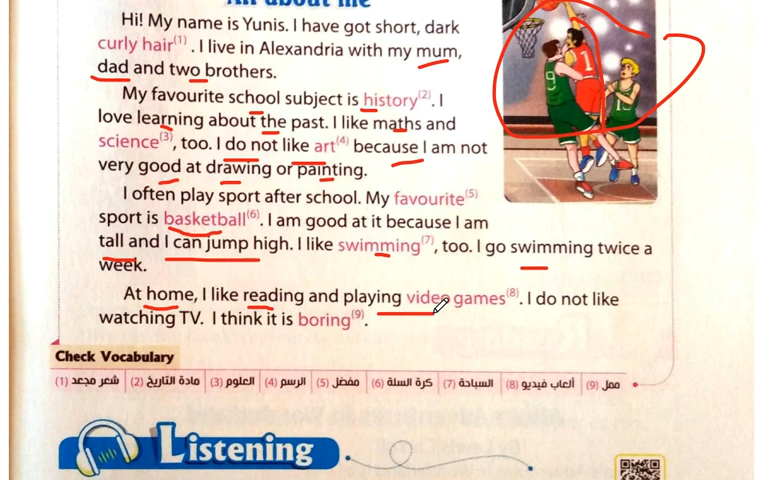 All about me
Hi! My name is Yunis. I have got short, dark
curly hair(1). I live in Alexandria with my mum,
dad and two brothers.
My favourite school subject is history(2). I
love learning about the past. I like maths and
science(3), too. I do not like art(4) because I am not
very good at drawing or painting.
I often play sport after school. My favourite(5)
sport is basketball(6). I am good at it because I am
tall and I can jump high. I like swimming(7), too. I go swimming twice a
week.
At home, I like reading and playing video games(8). I do not like
watching TV. I think it is boring(9).
9
1
1
Check Vocabulary
(1) شعر مجعد (2) مادة التاريخ (3) العلوم (4) الرسم (5) مفضل (6) كرة السلة (7) السباحة (8) ألعاب فيديو (9) ممل
Listening